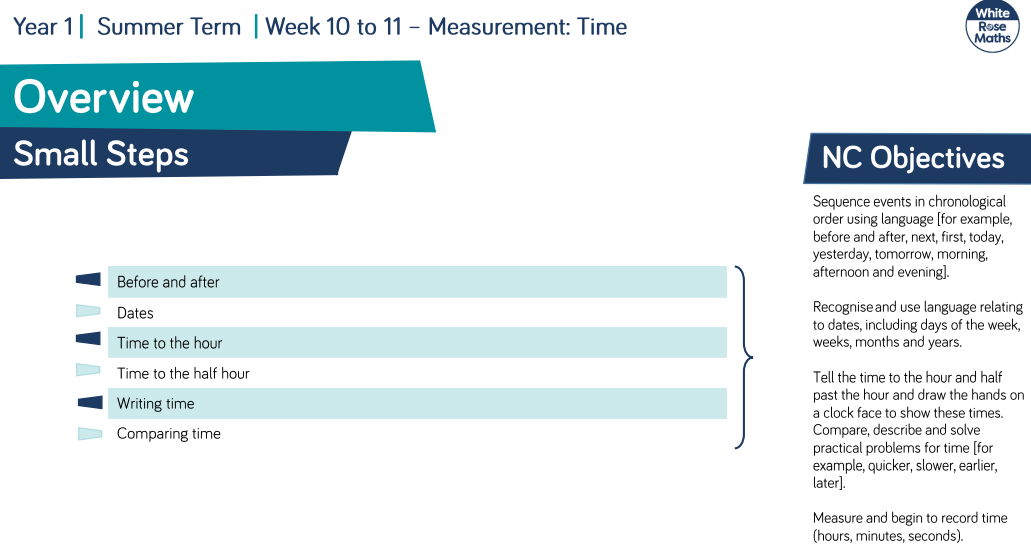 Year 1 | Summer Term | Week 10 to 11 – Measurement: Time
White
Rose
Maths
Overview
Small Steps
Before and after
Dates
Time to the hour
Time to the half hour
Writing time
Comparing time
NC Objectives
Sequence events in chronological
order using language [for example,
before and after, next, first, today,
yesterday, tomorrow, morning,
afternoon and evening].
Recognise and use language relating
to dates, including days of the week,
weeks, months and years.
Tell the time to the hour and half
past the hour and draw the hands on
a clock face to show these times.
Compare, describe and solve
practical problems for time [for
example, quicker, slower, earlier,
later].
Measure and begin to record time
(hours, minutes, seconds).